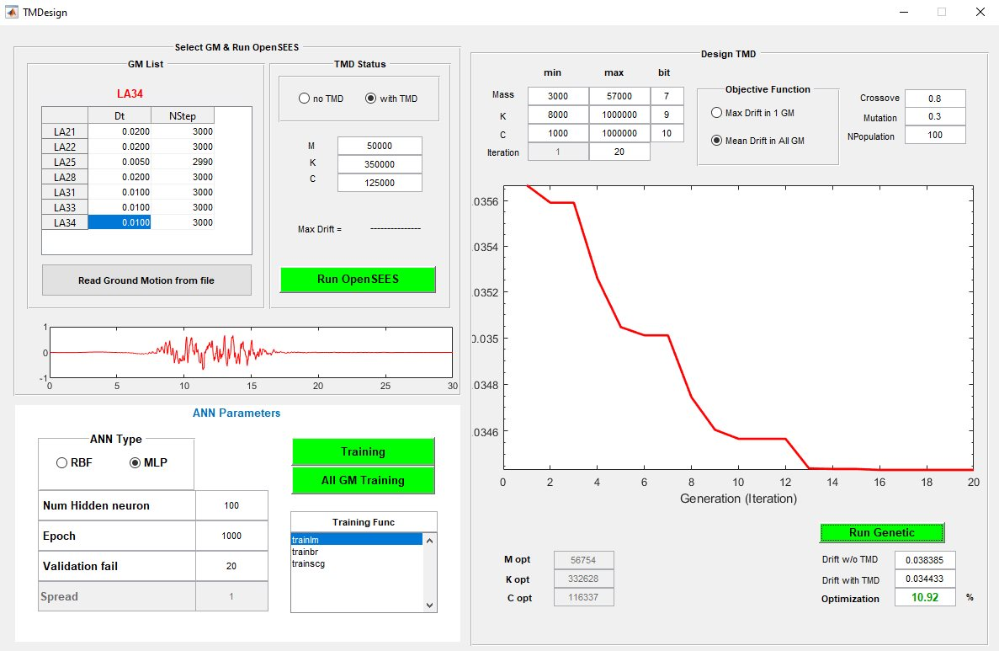 TMDesign
Select GM & Run OpenSEES
GM List
LA34
Dt NStep
LA21 0.0200 3000
LA22 0.0200 3000
LA25 0.0050 2990
LA28 0.0200 3000
LA31 0.0100 3000
LA33 0.0100 3000
LA34 0.0100 3000
Read Ground Motion from file
TMD Status
no TMD with TMD
M 50000
K 350000
C 125000
Max Drift = ---------------
Run OpenSEES
1
0
-1
0 5 10 15 20 25 30
ANN Parameters
ANN Type
RBF MLP
Num Hidden neuron 100
Epoch 1000
Validation fail 20
Spread 1
Training
All GM Training
Training Func
trainlm
trainbr
trainscg
Design TMD
min max bit
Mass 3000 57000 7
K 8000 1000000 9
C 1000 1000000 10
Iteration 1 20
Objective Function
Max Drift in 1 GM
Mean Drift in All GM
Crossove 0.8
Mutation 0.3
NPopulation 100
.0356
.0354
.0352
0.035
.0348
.0346
0 2 4 6 8 10 12 14 16 18 20
Generation (Iteration)
Run Genetic
M opt 56754
K opt 332628
C opt 116337
Drift w/o TMD 0.038385
Drift with TMD 0.034433
Optimization 10.92 %